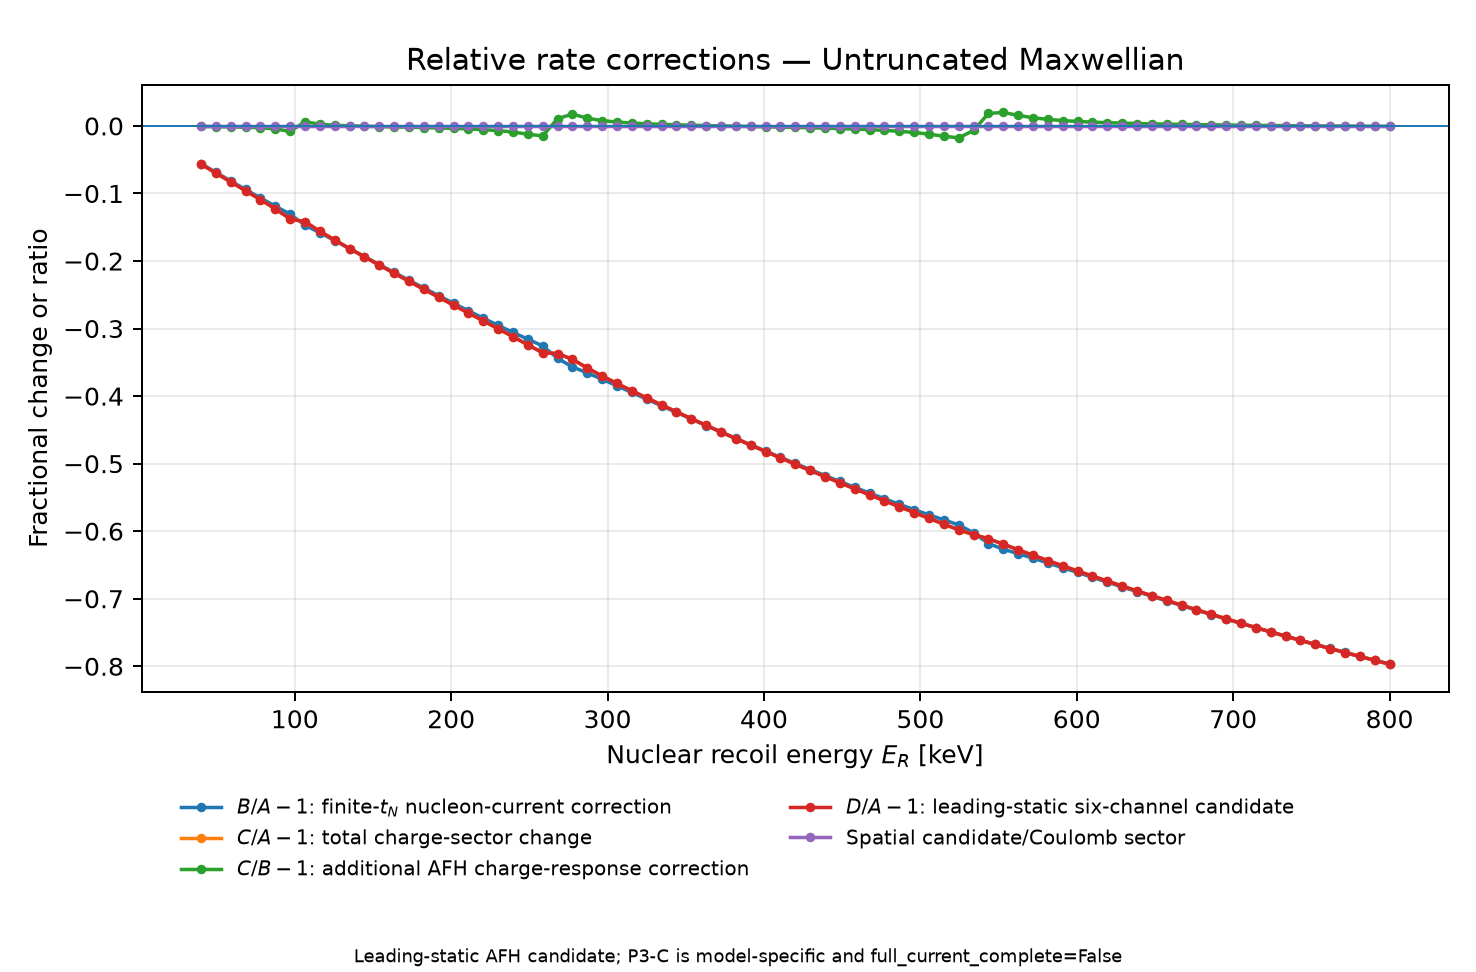 Relative rate corrections — Untruncated Maxwellian
Fractional change or ratio
0.0
−0.1
−0.2
−0.3
−0.4
−0.5
−0.6
−0.7
−0.8
100
200
300
400
500
600
700
800
Nuclear recoil energy E_R [keV]
B/A − 1: finite-t_N nucleon-current correction
C/A − 1: total charge-sector change
C/B − 1: additional AFH charge-response correction
D/A − 1: leading-static six-channel candidate
Spatial candidate/Coulomb sector
Leading-static AFH candidate; P3-C is model-specific and full_current_complete=False